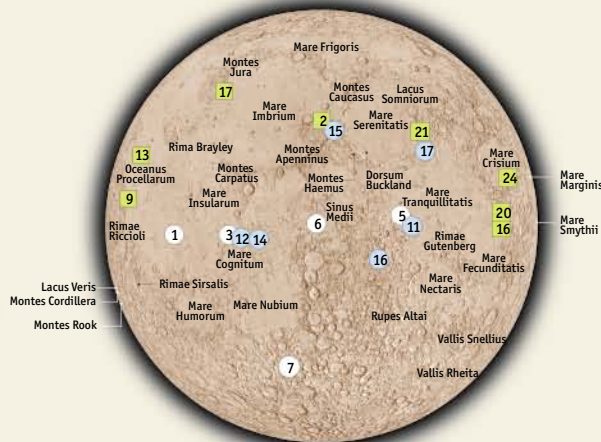 Mare Frigoris
Montes
Jura
17
Montes
Caucasus
Lacus
Somniorum
Mare
Imbrium
2
15
Mare
Serenitatis
21
17
13
Oceanus
Procellarum
Rima Brayley
Montes
Apenninus
Montes
Carpatus
Montes
Haemus
Dorsum
Buckland
Mare
Crisium
24
Mare
Marginis
9
Mare
Insularum
Mare
Tranquillitatis
Sinus
Medii
20
16
Mare
Smythii
Rimae
Riccioli
1
3
12
14
6
5
11
Rimae
Gutenberg
Mare
Cognitum
16
Mare
Fecunditatis
Mare
Nectaris
Lacus Veris
Montes Cordillera
Montes Rook
Rimae Sirsalis
Mare
Humorum
Mare Nubium
Rupes Altai
Vallis Snellius
7
Vallis Rheita